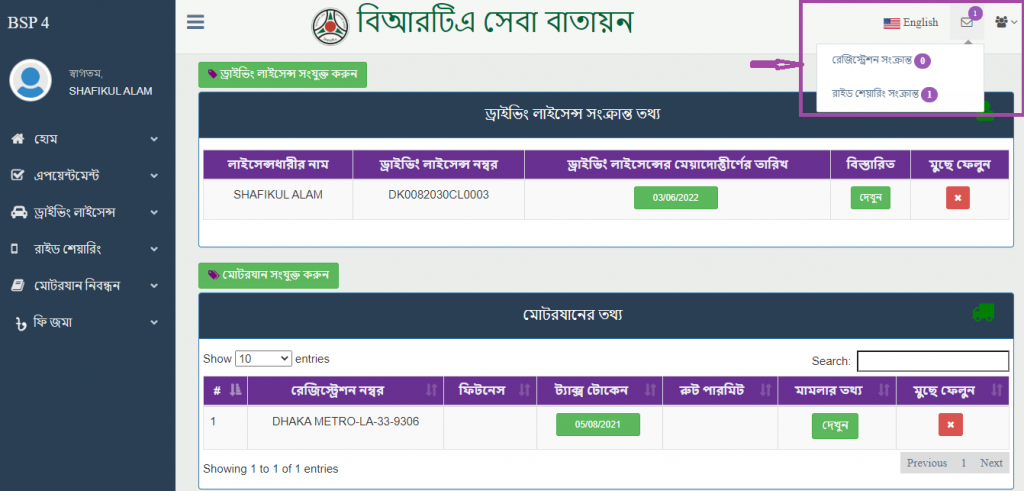 BSP 4
বিআরটিএ সেবা বাতায়ন
English
1
রেজিস্ট্রেশন সংক্রান্ত 0
রাইড শেয়ারিং সংক্রান্ত 1
স্বাগতম,
SHAFIKUL ALAM
হোম
এপয়েন্টমেন্ট
ড্রাইভিং লাইসেন্স
রাইড শেয়ারিং
মোটরযান নিবন্ধন
ফি জমা
ড্রাইভিং লাইসেন্স সংযুক্ত করুন
ড্রাইভিং লাইসেন্স সংক্রান্ত তথ্য
লাইসেন্সধারীর নাম ড্রাইভিং লাইসেন্স নম্বর ড্রাইভিং লাইসেন্সের মেয়াদোত্তীর্ণের তারিখ বিস্তারিত মুছে ফেলুন
SHAFIKUL ALAM DK0082030CL0003 03/06/2022 দেখুন
মোটরযান সংযুক্ত করুন
মোটরযানের তথ্য
Show 10 entries Search:
# রেজিস্ট্রেশন নম্বর ফিটনেস ট্যাক্স টোকেন রুট পারমিট মামলার তথ্য মুছে ফেলুন
1 DHAKA METRO-LA-33-9306 05/08/2021 দেখুন
Showing 1 to 1 of 1 entries Previous 1 Next